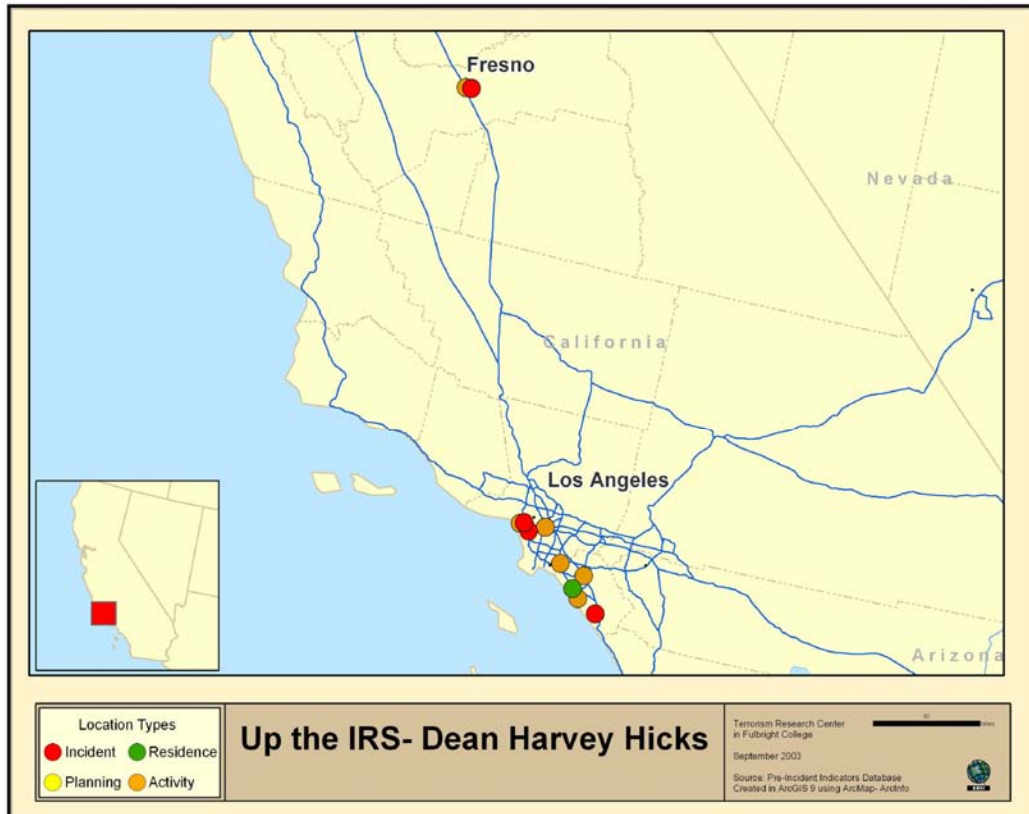 Fresno
Nevada
California
Los Angeles
Arizona
Location Types
Incident
Residence
Planning
Activity
Up the IRS- Dean Harvey Hicks
Terrorism Research Center
in Fulbright College
September 2003
Source: Pre-Incident Indicators Database
Created in ArcGIS 9 using ArcMap- ArcInfo